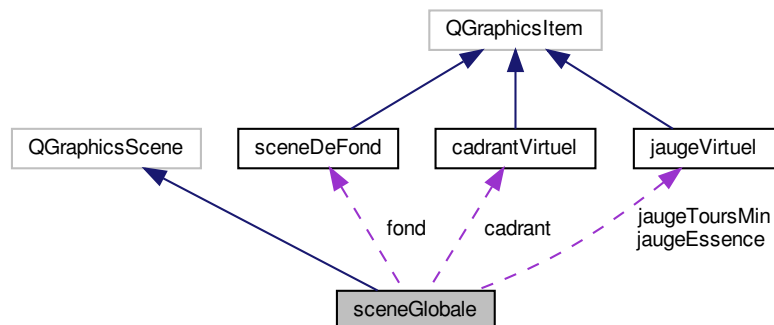 QGraphicsItem
QGraphicsScene
sceneDeFond
cadrantVirtuel
jaugeVirtuel
fond
cadrant
jaugeToursMin
jaugeEssence
sceneGlobale